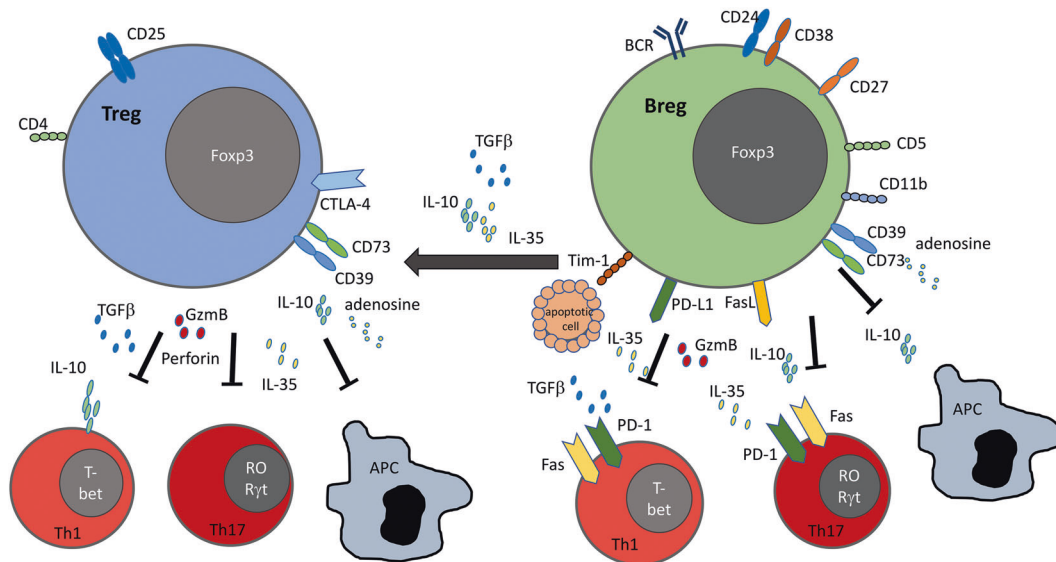 CD25
Treg
CD4
Foxp3
CTLA-4
CD73
CD39
TGFβ
IL-10
IL-35
BCR
CD24
CD38
CD27
Breg
Foxp3
CD5
CD11b
CD39
CD73
adenosine
Tim-1
apoptotic
cell
PD-L1
FasL
TGFβ
GzmB
Perforin
IL-10
adenosine
IL-35
IL-10
T-
bet
Th1
RO
Rγt
Th17
APC
IL-35
GzmB
TGFβ
IL-10
IL-35
IL-10
Fas
PD-1
T-
bet
Th1
PD-1
Fas
RO
Rγt
Th17
APC